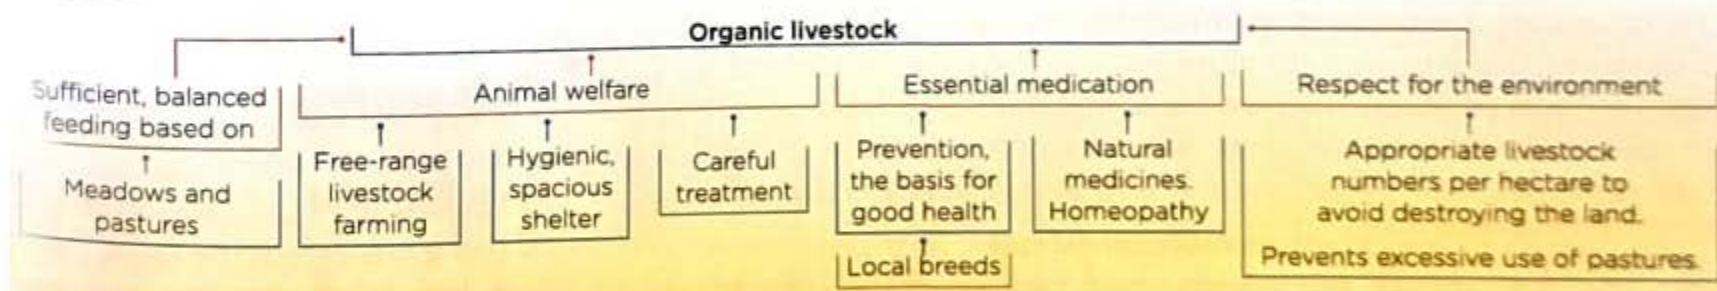 Organic livestock
Sufficient, balanced
feeding based on
Meadows and
pastures
Animal welfare
Free-range
livestock
farming
Hygienic,
spacious
shelter
Careful
treatment
Essential medication
Prevention,
the basis for
good health
Local breeds
Natural
medicines.
Homeopathy
Respect for the environment
Appropriate livestock
numbers per hectare to
avoid destroying the land.
Prevents excessive use of pastures.